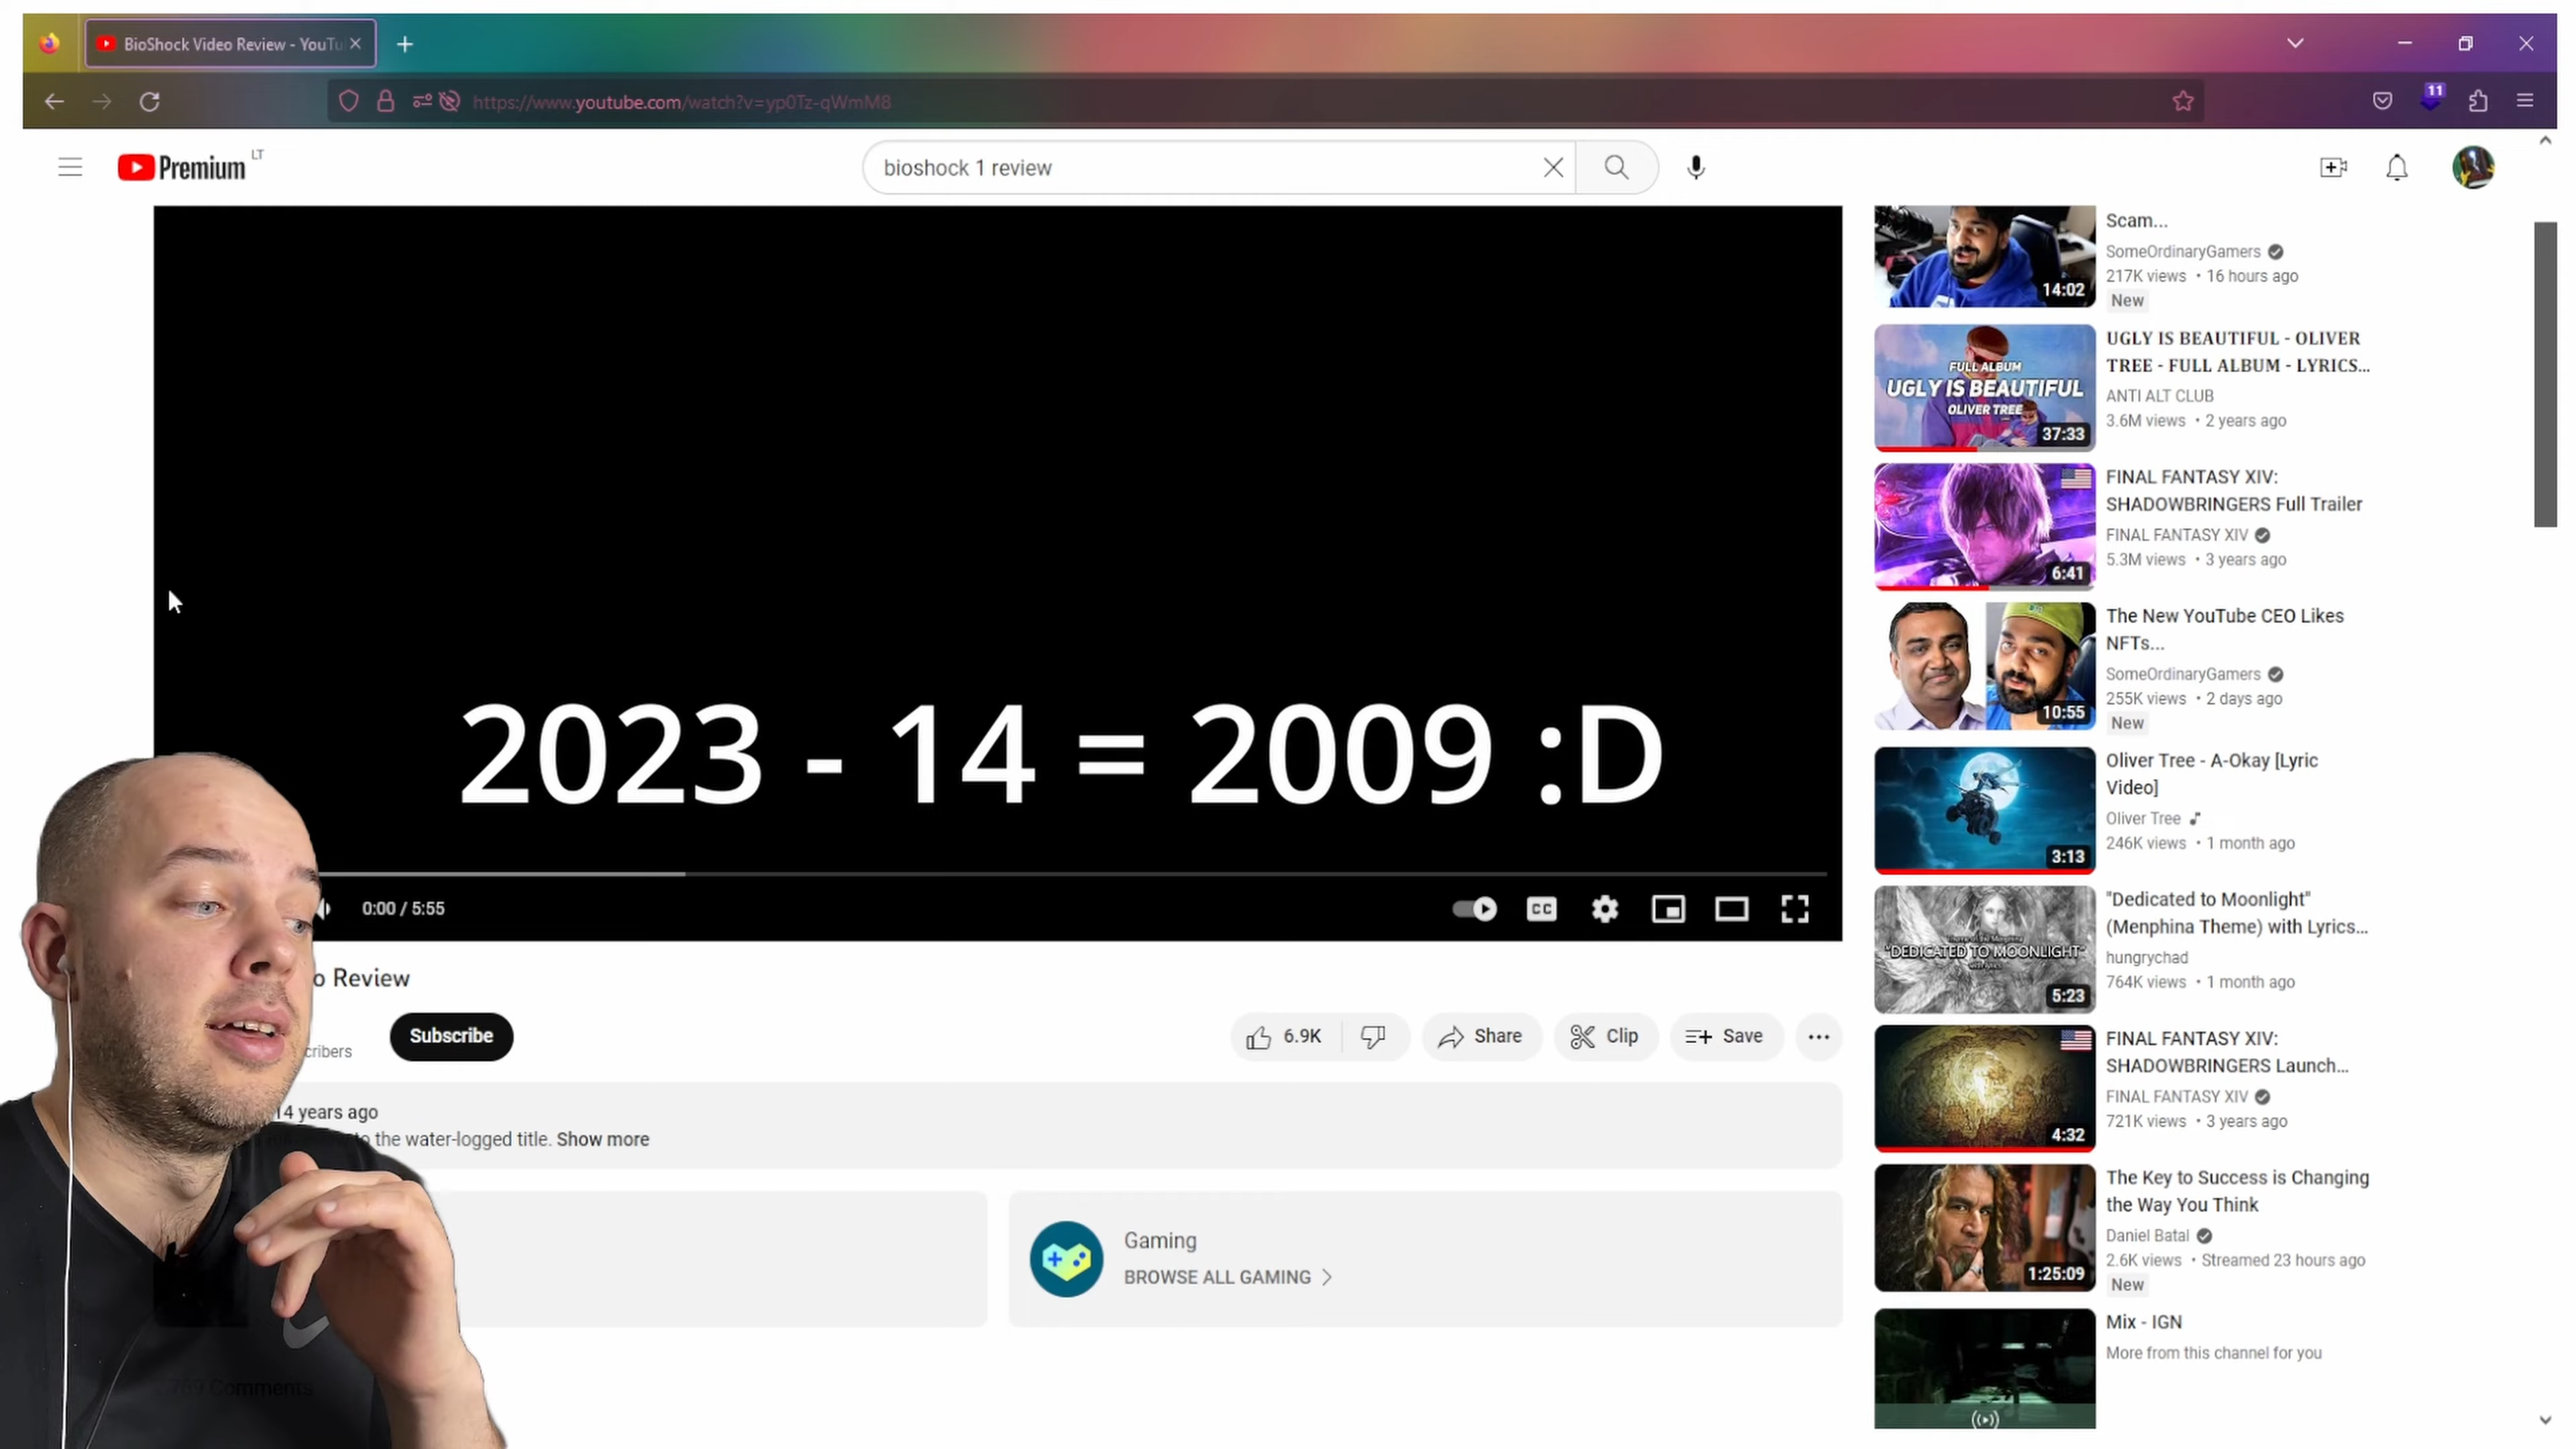 BioShock Video Review - YouTu
https://www.youtube.com/watch?v=yp0Tz-qWmM8
11
Premium LT
bioshock 1 review
2023 - 14 = 2009 :D
0:00 / 5:55
CC
o Review
cribers
Subscribe
6.9K
Share
Clip
Save
14 years ago
to the water-logged title. Show more
Gaming
BROWSE ALL GAMING
769 Comments
14:02
Scam...
SomeOrdinaryGamers
217K views • 16 hours ago
New
FULL ALBUM
UGLY IS BEAUTIFUL
OLIVER TREE
37:33
UGLY IS BEAUTIFUL - OLIVER
TREE - FULL ALBUM - LYRICS...
ANTI ALT CLUB
3.6M views • 2 years ago
6:41
FINAL FANTASY XIV:
SHADOWBRINGERS Full Trailer
FINAL FANTASY XIV
5.3M views • 3 years ago
10:55
The New YouTube CEO Likes
NFTs...
SomeOrdinaryGamers
255K views • 2 days ago
New
3:13
Oliver Tree - A-Okay [Lyric
Video]
Oliver Tree
246K views • 1 month ago
"DEDICATED TO MOONLIGHT"
5:23
"Dedicated to Moonlight"
(Menphina Theme) with Lyrics...
hungrychad
764K views • 1 month ago
4:32
FINAL FANTASY XIV:
SHADOWBRINGERS Launch...
FINAL FANTASY XIV
721K views • 3 years ago
1:25:09
The Key to Success is Changing
the Way You Think
Daniel Batal
2.6K views • Streamed 23 hours ago
New
Mix - IGN
More from this channel for you